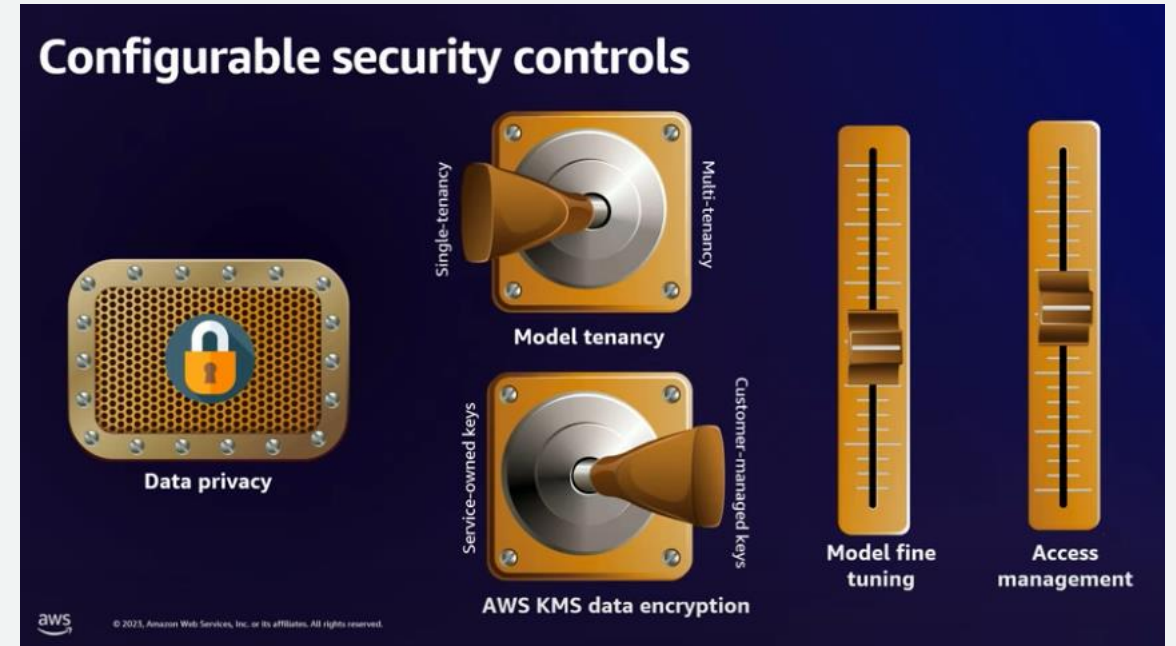 Configurable security controls
Single-tenancy
Multi-tenancy
Model tenancy
Data privacy
Service-owned keys
Customer-managed keys
AWS KMS data encryption
Model fine
tuning
Access
management
aws
© 2023, Amazon Web Services, Inc. or its affiliates. All rights reserved.